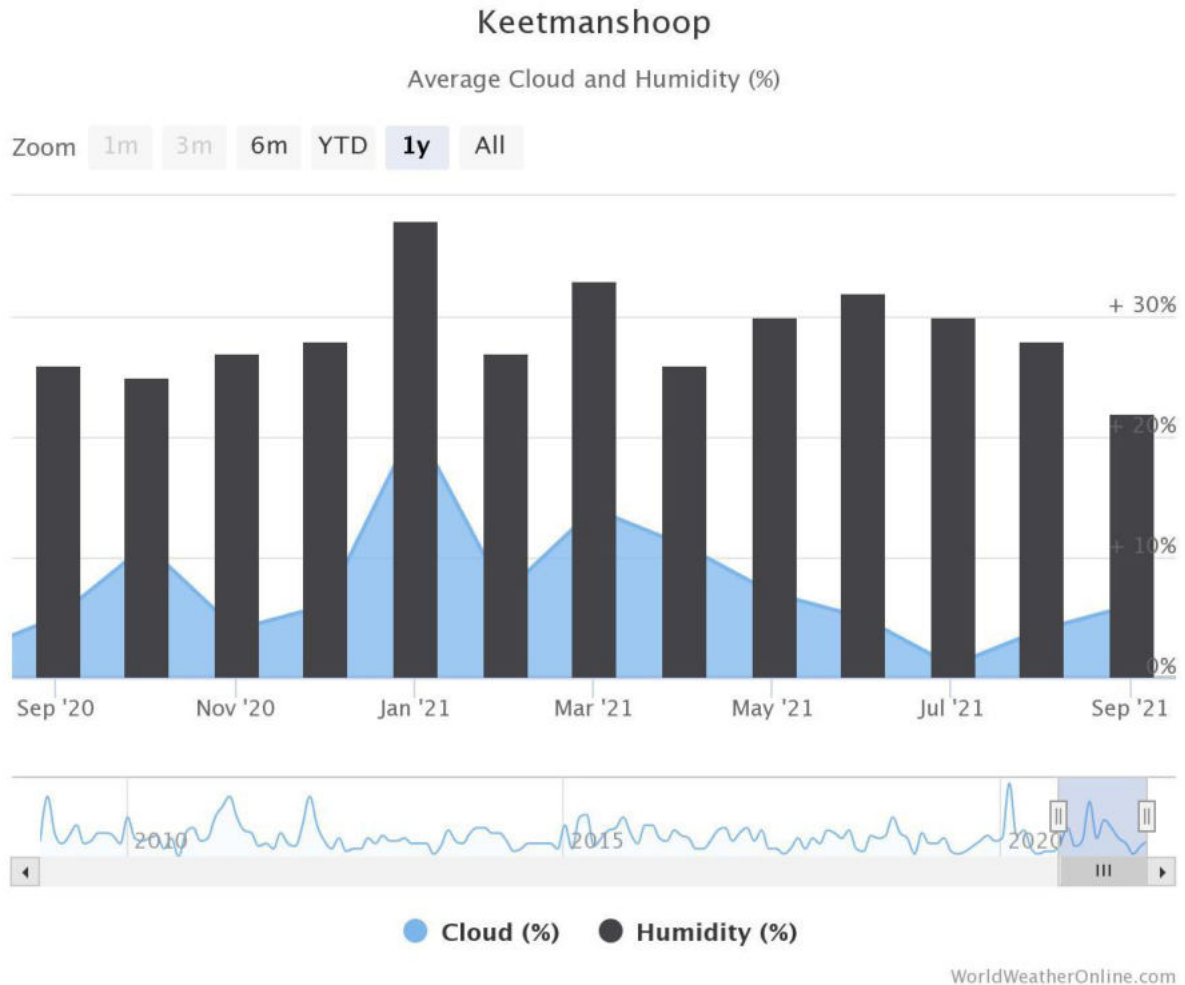 Keetmanshoop
Average Cloud and Humidity (%)
Zoom 1m 3m 6m YTD 1y All
+ 30%
+ 20%
+ 10%
0%
Sep '20 Nov '20 Jan '21 Mar '21 May '21 Jul '21 Sep '21
2010 2015 2020
Cloud (%) Humidity (%)
WorldWeatherOnline.com